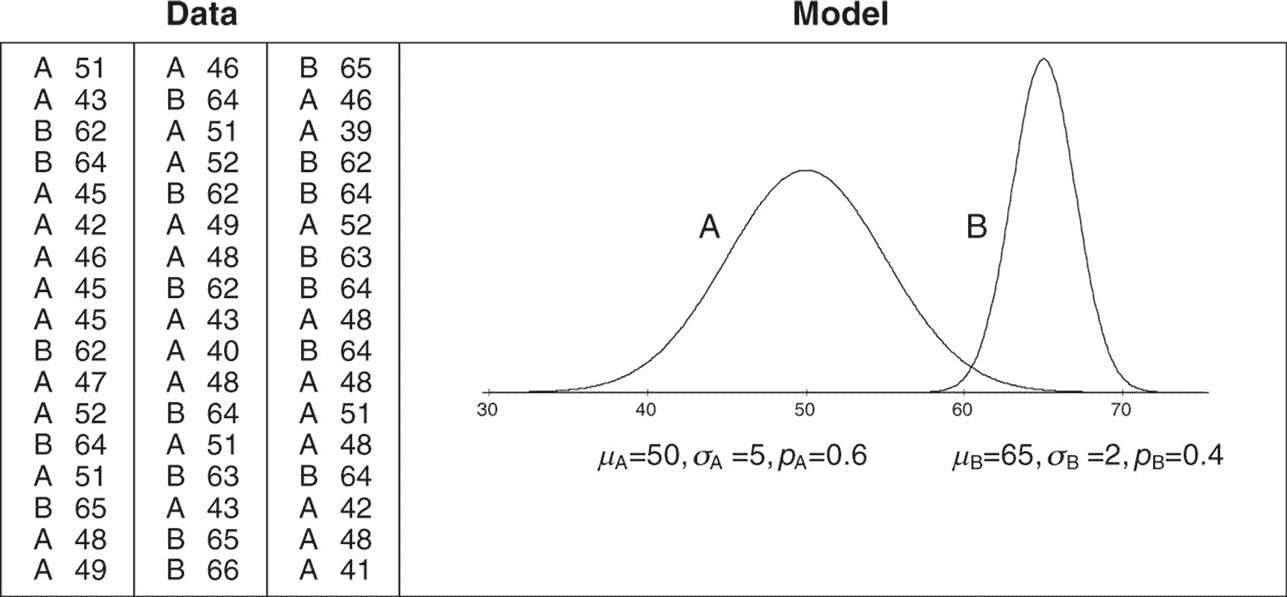 Data Model
A 51 A 46 B 65
A 43 B 64 A 46
B 62 A 51 A 39
B 64 A 52 B 62
A 45 B 62 B 64
A 42 A 49 A 52
A 46 A 48 B 63
A 45 B 62 B 64
A 45 A 43 A 48
B 62 A 40 B 64
A 47 A 48 A 48
A 52 B 64 A 51
B 64 A 51 A 48
A 51 B 63 B 64
B 65 A 43 A 42
A 48 B 65 A 48
A 49 B 66 A 41
A B
30 40 50 60 70
μA=50, σA =5, pA=0.6 μB=65, σB =2, pB=0.4